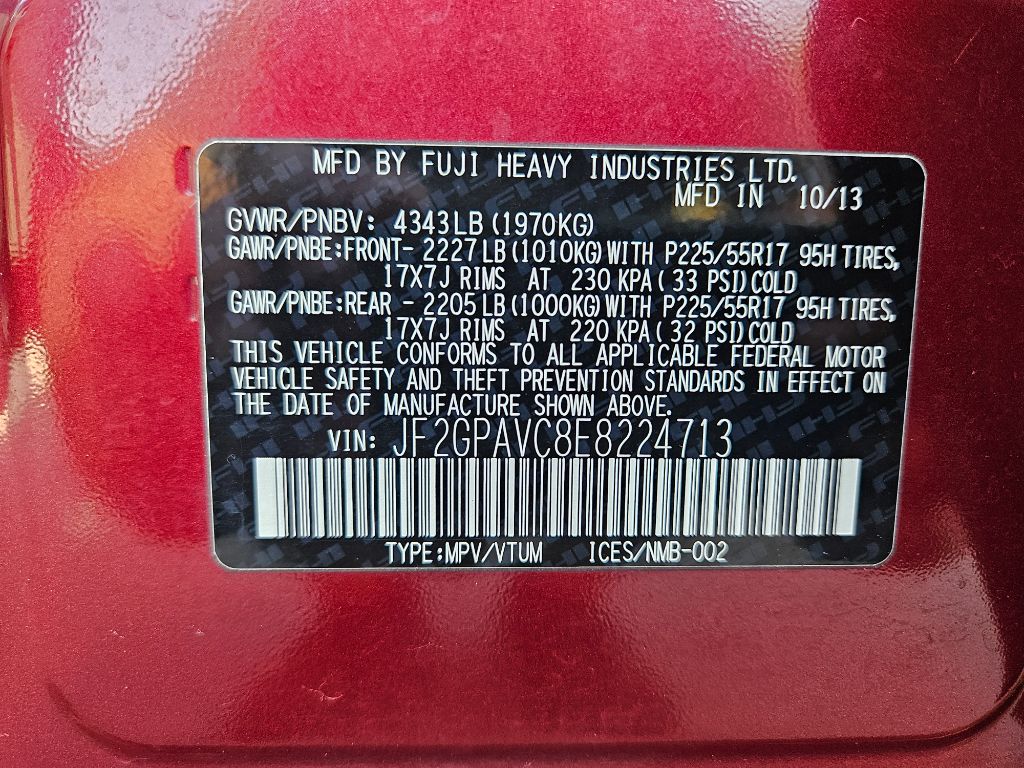 MFD BY FUJI HEAVY INDUSTRIES LTD.
MFD IN 10/13
GVWR/PNBV: 4343LB (1970KG)
GAWR/PNBE:FRONT- 2227LB (1010KG)WITH P225/55R17 95H TIRES,
17X7J RIMS AT 230 KPA ( 33 PSI) COLD
GAWR/PNBE:REAR - 2205LB (1000KG)WITH P225/55R17 95H TIRES,
17X7J RIMS AT 220 KPA ( 32 PSI) COLD
THIS VEHICLE CONFORMS TO ALL APPLICABLE FEDERAL MOTOR
VEHICLE SAFETY AND THEFT PREVENTION STANDARDS IN EFFECT ON
THE DATE OF MANUFACTURE SHOWN ABOVE.
VIN: JF2GPAVC8E8224713
TYPE:MPV/VTUM ICES/NMB-002